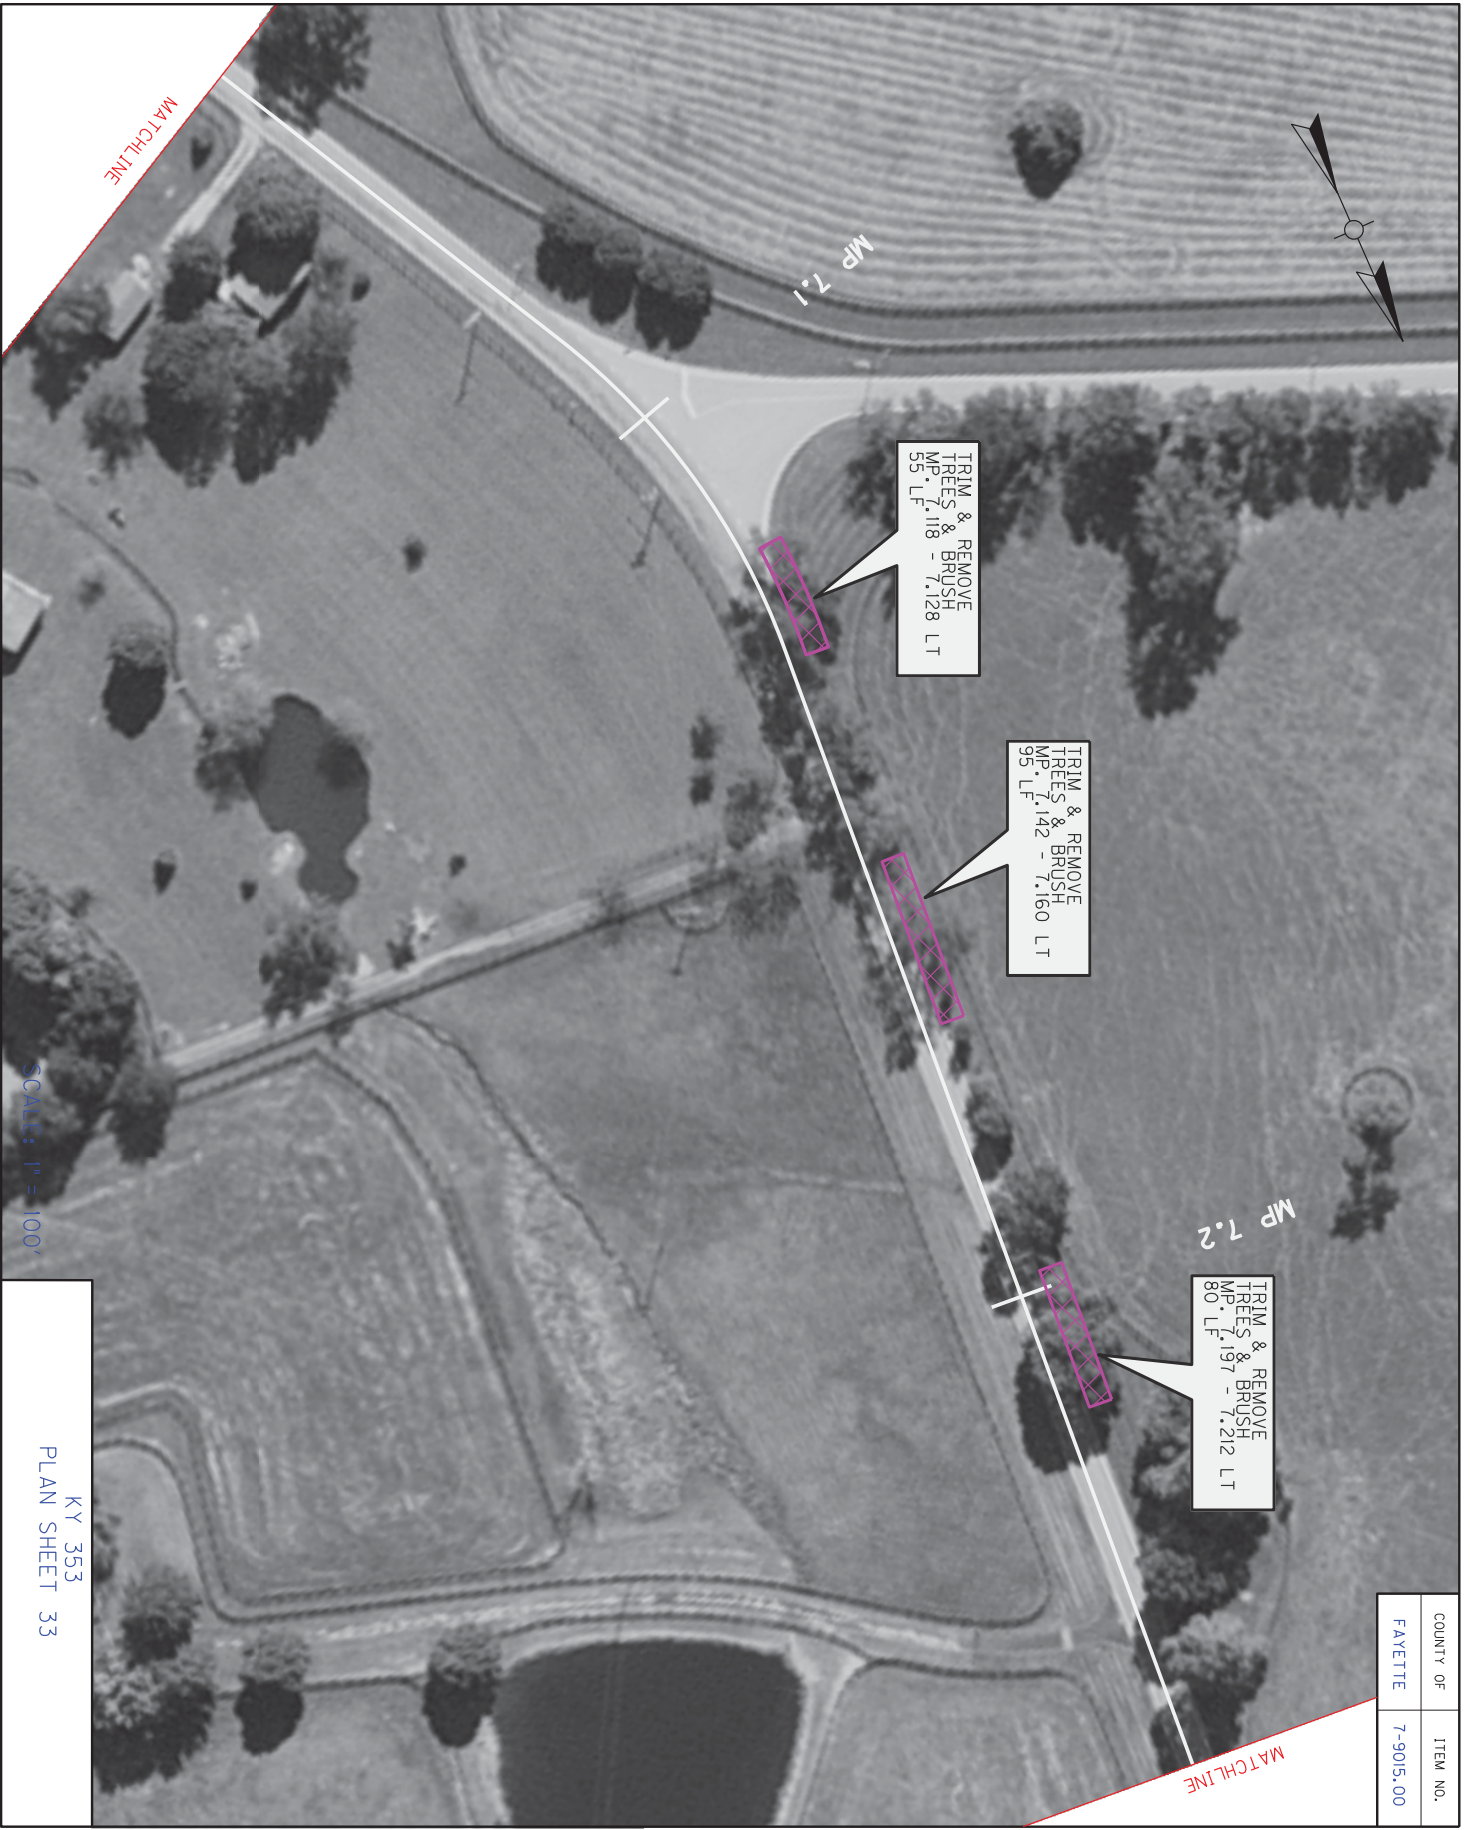 COUNTY OF
ITEM NO.
FAYETTE
7-9015.00
MP 7.1
MP 7.2
TRIM & REMOVE
TREES & BRUSH
MP. 7.118 - 7.128 LT
55 LF
TRIM & REMOVE
TREES & BRUSH
MP. 7.142 - 7.160 LT
95 LF
TRIM & REMOVE
TREES & BRUSH
MP. 7.197 - 7.212 LT
80 LF
MATCHLINE
MATCHLINE
SCALE: 1" = 100'
KY 353
PLAN SHEET 33